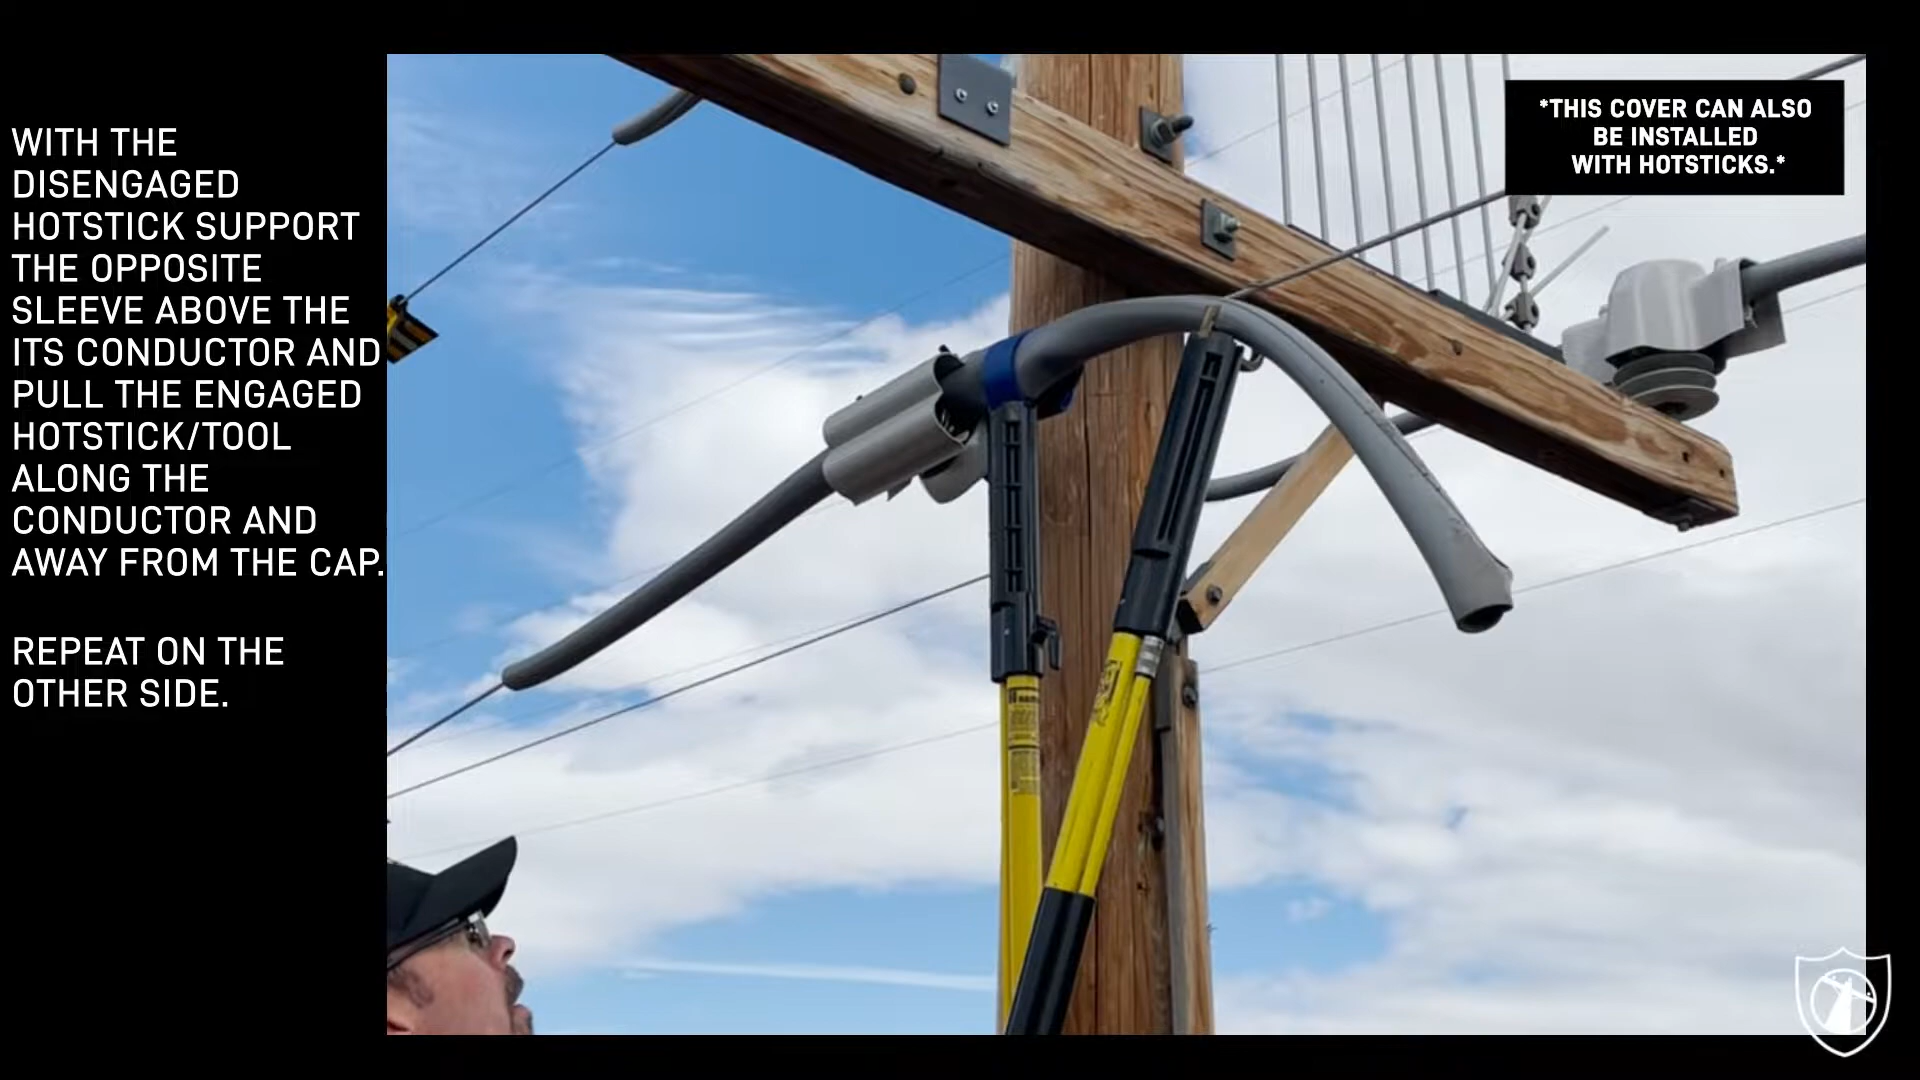 WITH THE
DISENGAGED
HOTSTICK SUPPORT
THE OPPOSITE
SLEEVE ABOVE THE
ITS CONDUCTOR AND
PULL THE ENGAGED
HOTSTICK/TOOL
ALONG THE
CONDUCTOR AND
AWAY FROM THE CAP.
REPEAT ON THE
OTHER SIDE.
*THIS COVER CAN ALSO
BE INSTALLED
WITH HOTSTICKS.*